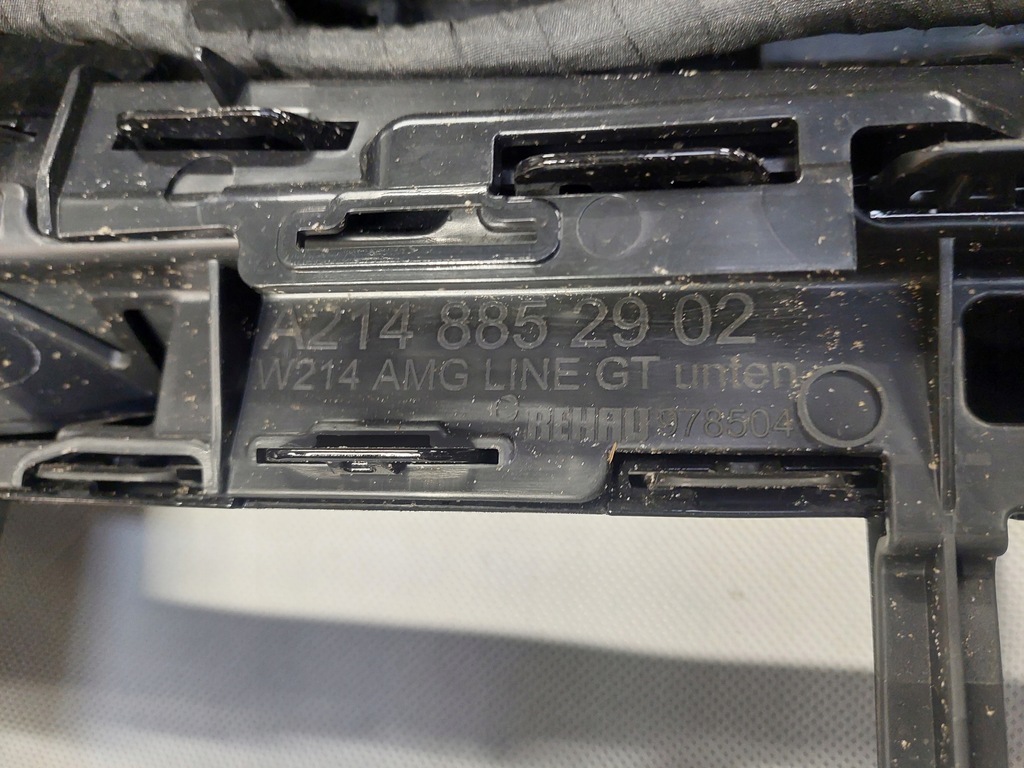 A214 885 29 02
W214 AMG LINE GT unten
REHAU 978504